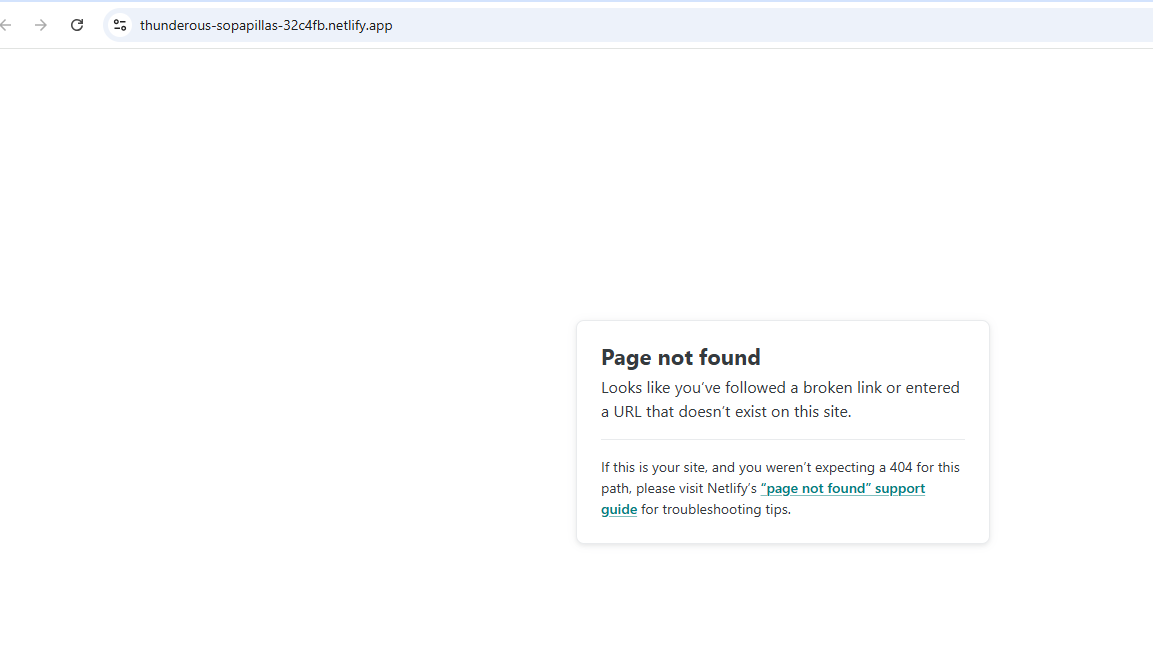 thunderous-sopapillas-32c4fb.netlify.app
Page not found
Looks like you’ve followed a broken link or entered
a URL that doesn’t exist on this site.
If this is your site, and you weren’t expecting a 404 for this
path, please visit Netlify’s “page not found” support
guide for troubleshooting tips.